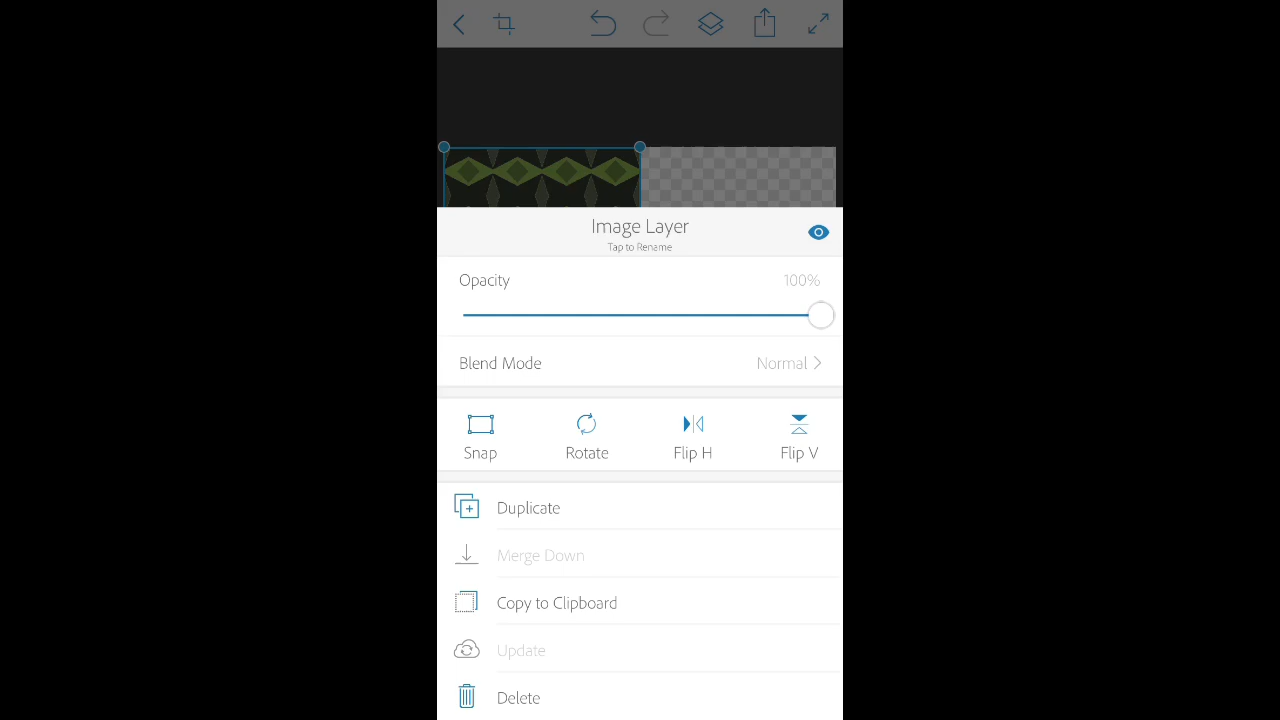 Image Layer
Tap to Rename
Opacity 100%
Blend Mode Normal
Snap Rotate Flip H Flip V
Duplicate
Merge Down
Copy to Clipboard
Update
Delete